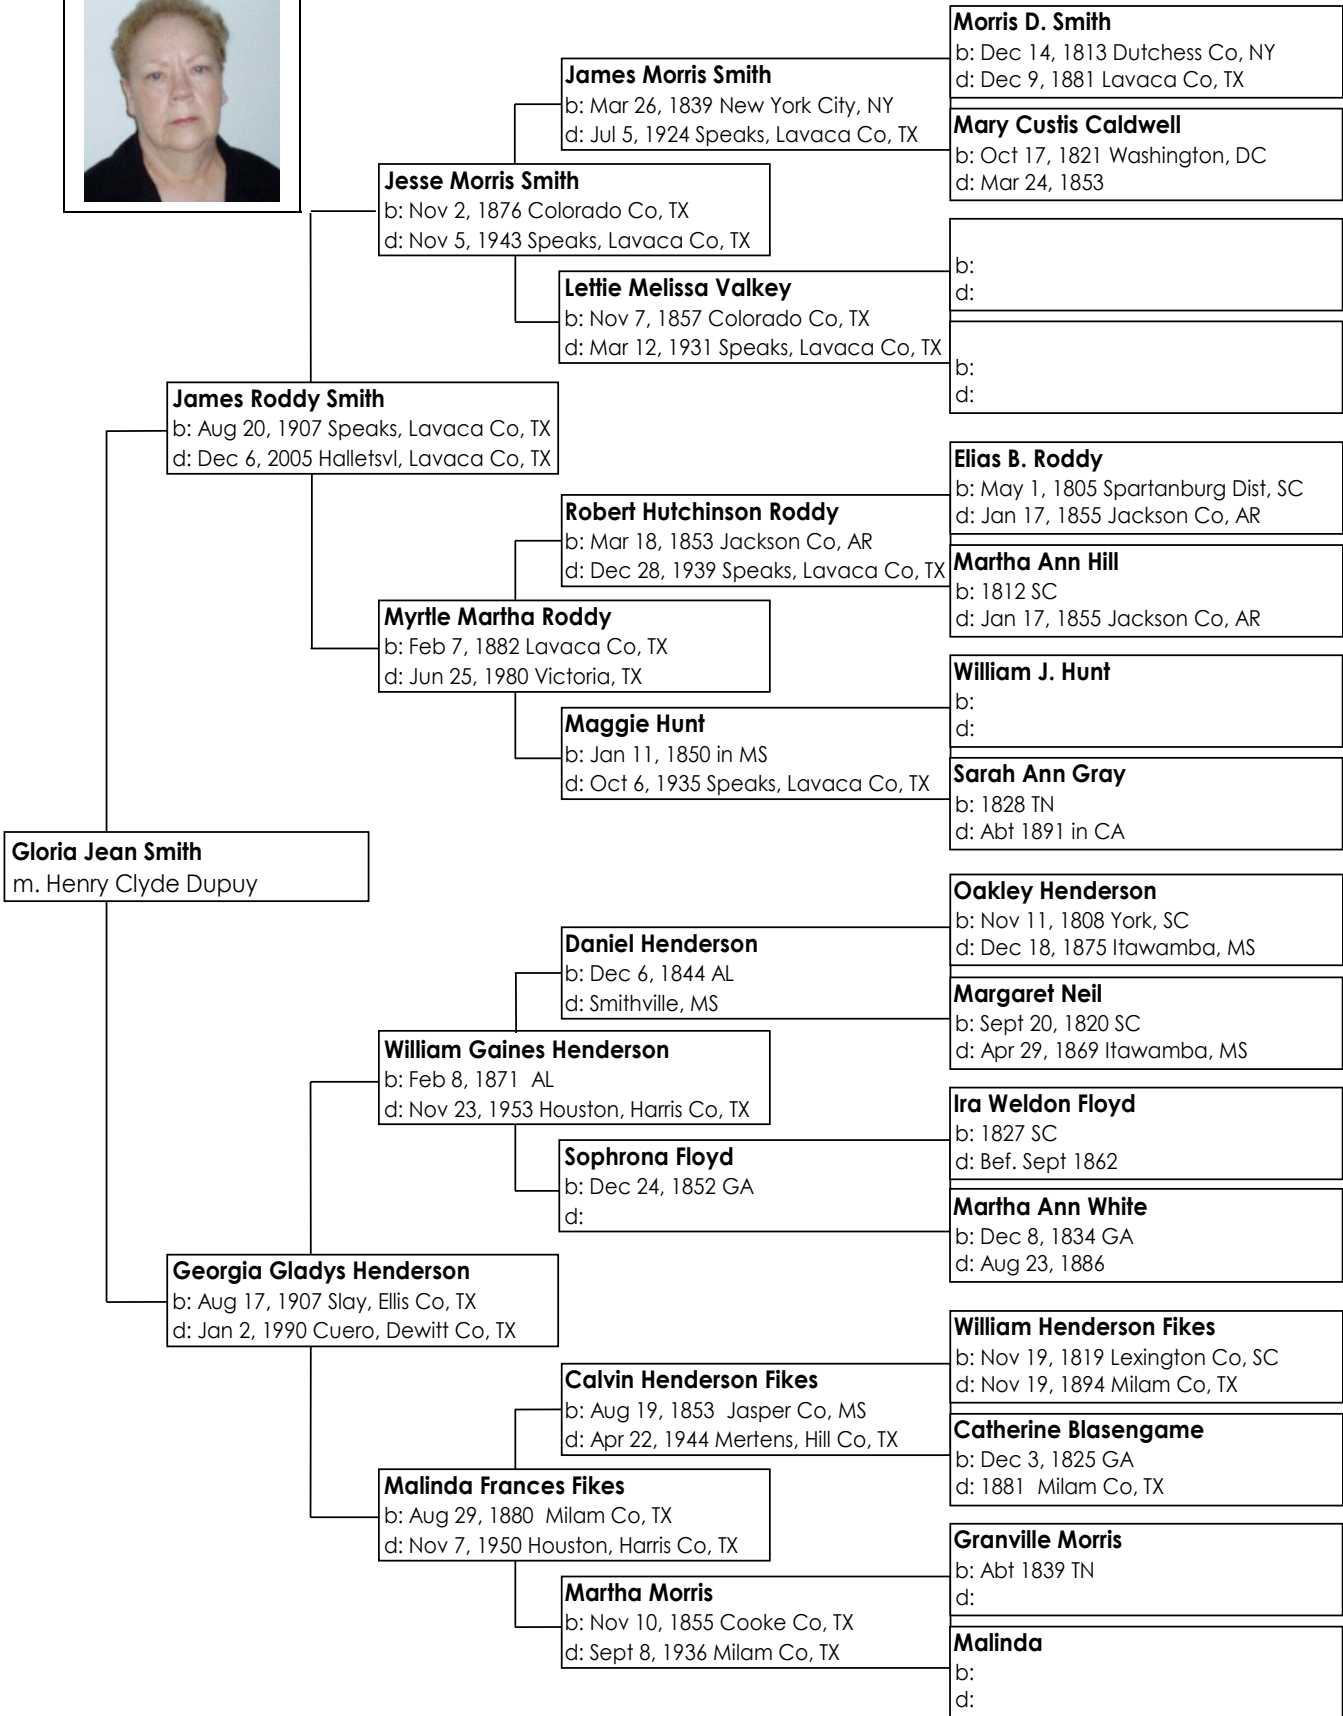 Morris D. Smith
b: Dec 14, 1813 Dutchess Co, NY
d: Dec 9, 1881 Lavaca Co, TX
James Morris Smith
b: Mar 26, 1839 New York City, NY
d: Jul 5, 1924 Speaks, Lavaca Co, TX
Mary Custis Caldwell
b: Oct 17, 1821 Washington, DC
d: Mar 24, 1853
Jesse Morris Smith
b: Nov 2, 1876 Colorado Co, TX
d: Nov 5, 1943 Speaks, Lavaca Co, TX
b:
d:
Lettie Melissa Valkey
b: Nov 7, 1857 Colorado Co, TX
d: Mar 12, 1931 Speaks, Lavaca Co, TX
b:
d:
James Roddy Smith
b: Aug 20, 1907 Speaks, Lavaca Co, TX
d: Dec 6, 2005 Halletsvl, Lavaca Co, TX
Elias B. Roddy
b: May 1, 1805 Spartanburg Dist, SC
d: Jan 17, 1855 Jackson Co, AR
Robert Hutchinson Roddy
b: Mar 18, 1853 Jackson Co, AR
d: Dec 28, 1939 Speaks, Lavaca Co, TX
Martha Ann Hill
b: 1812 SC
d: Jan 17, 1855 Jackson Co, AR
Myrtle Martha Roddy
b: Feb 7, 1882 Lavaca Co, TX
d: Jun 25, 1980 Victoria, TX
William J. Hunt
b:
d:
Maggie Hunt
b: Jan 11, 1850 in MS
d: Oct 6, 1935 Speaks, Lavaca Co, TX
Sarah Ann Gray
b: 1828 TN
d: Abt 1891 in CA
Gloria Jean Smith
m. Henry Clyde Dupuy
Oakley Henderson
b: Nov 11, 1808 York, SC
d: Dec 18, 1875 Itawamba, MS
Daniel Henderson
b: Dec 6, 1844 AL
d: Smithville, MS
Margaret Neil
b: Sept 20, 1820 SC
d: Apr 29, 1869 Itawamba, MS
William Gaines Henderson
b: Feb 8, 1871 AL
d: Nov 23, 1953 Houston, Harris Co, TX
Ira Weldon Floyd
b: 1827 SC
d: Bef. Sept 1862
Sophrona Floyd
b: Dec 24, 1852 GA
d:
Martha Ann White
b: Dec 8, 1834 GA
d: Aug 23, 1886
Georgia Gladys Henderson
b: Aug 17, 1907 Slay, Ellis Co, TX
d: Jan 2, 1990 Cuero, Dewitt Co, TX
William Henderson Fikes
b: Nov 19, 1819 Lexington Co, SC
d: Nov 19, 1894 Milam Co, TX
Calvin Henderson Fikes
b: Aug 19, 1853 Jasper Co, MS
d: Apr 22, 1944 Mertens, Hill Co, TX
Catherine Blasengame
b: Dec 3, 1825 GA
d: 1881 Milam Co, TX
Malinda Frances Fikes
b: Aug 29, 1880 Milam Co, TX
d: Nov 7, 1950 Houston, Harris Co, TX
Granville Morris
b: Abt 1839 TN
d:
Martha Morris
b: Nov 10, 1855 Cooke Co, TX
d: Sept 8, 1936 Milam Co, TX
Malinda
b:
d: